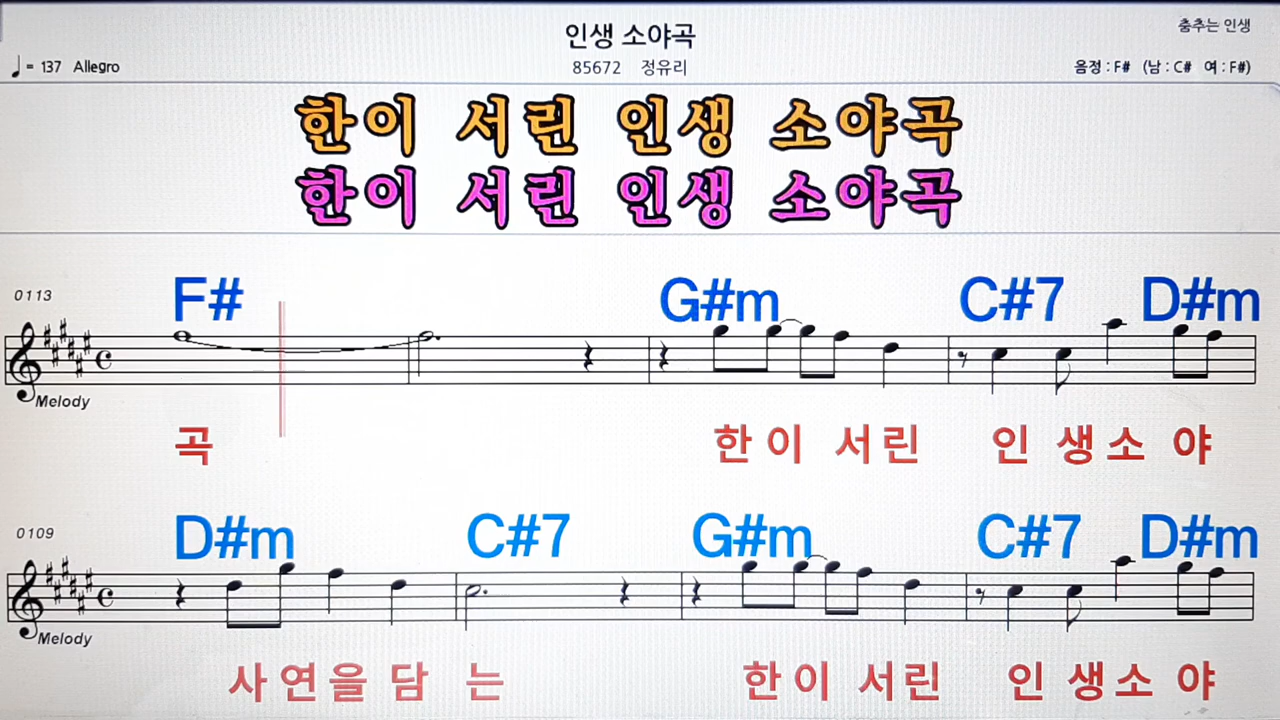 인생 소야곡
춤추는 인생
♩= 137 Allegro
85672 정유리
음정 : F# (남 : C# 여 : F#)
한이 서린 인생 소야곡
한이 서린 인생 소야곡
F# G#m C#7 D#m
0113
Melody
곡 한 이 서린 인 생소 야
D#m C#7 G#m C#7 D#m
0109
Melody
사연을 담 는 한이 서린 인 생소 야